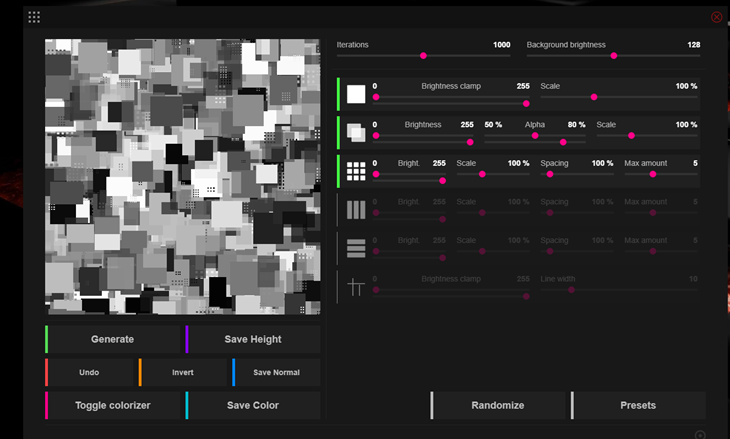 Iterations 1000 Background brightness 128
0 Brightness clamp 255 Scale 100 %
0 Brightness 255 50 % Alpha 80 % Scale 100 %
0 Bright. 255 Scale 100 % Spacing 100 % Max amount 5
0 Bright. 255 Scale 100 % Spacing 100 % Max amount 5
0 Bright. 255 Scale 100 % Spacing 100 % Max amount 5
0 Brightness clamp 255 Line width 10
Generate Save Height
Undo Invert Save Normal
Toggle colorizer Save Color Randomize Presets